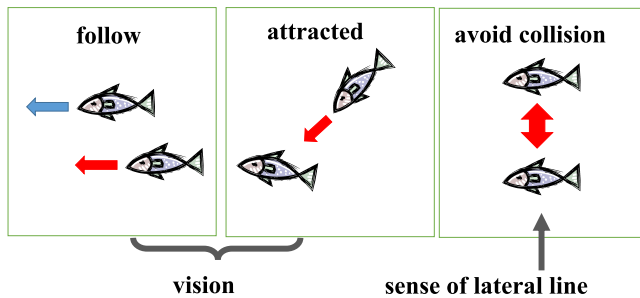 follow
attracted
avoid collision
vision
sense of lateral line